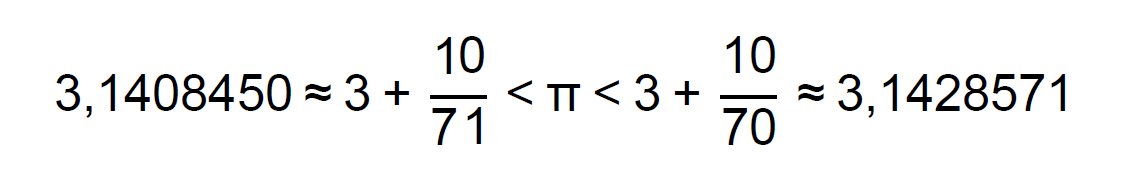 3,1408450 ≈ 3 + 10/71 < π < 3 + 10/70 ≈ 3,1428571